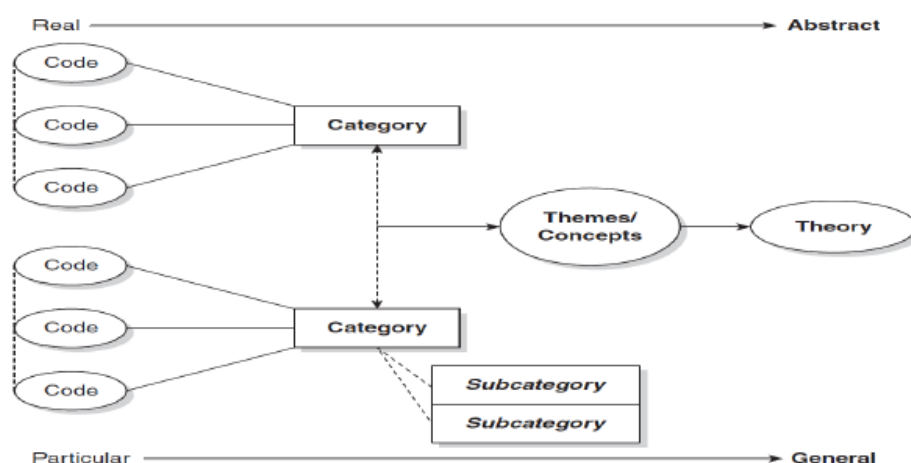 Real
Abstract
Code
Code
Category
Code
Themes/
Concepts
Theory
Code
Code
Category
Code
Subcategory
Subcategory
Particular
General